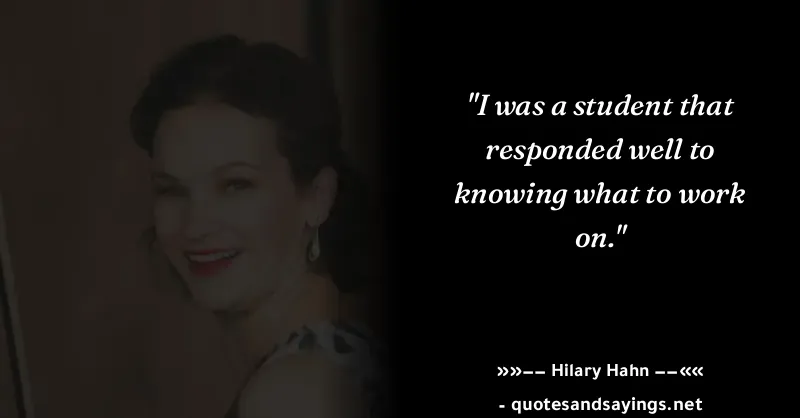 "I was a student that
responded well to
knowing what to work
on."
»»−− Hilary Hahn −−««
- quotesandsayings.net